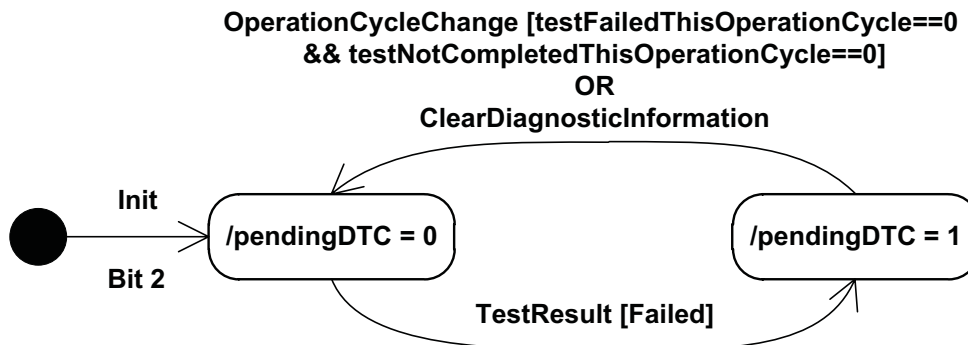 OperationCycleChange [testFailedThisOperationCycle==0
&& testNotCompletedThisOperationCycle==0]
OR
ClearDiagnosticInformation
Init
/pendingDTC = 0
/pendingDTC = 1
Bit 2
TestResult [Failed]